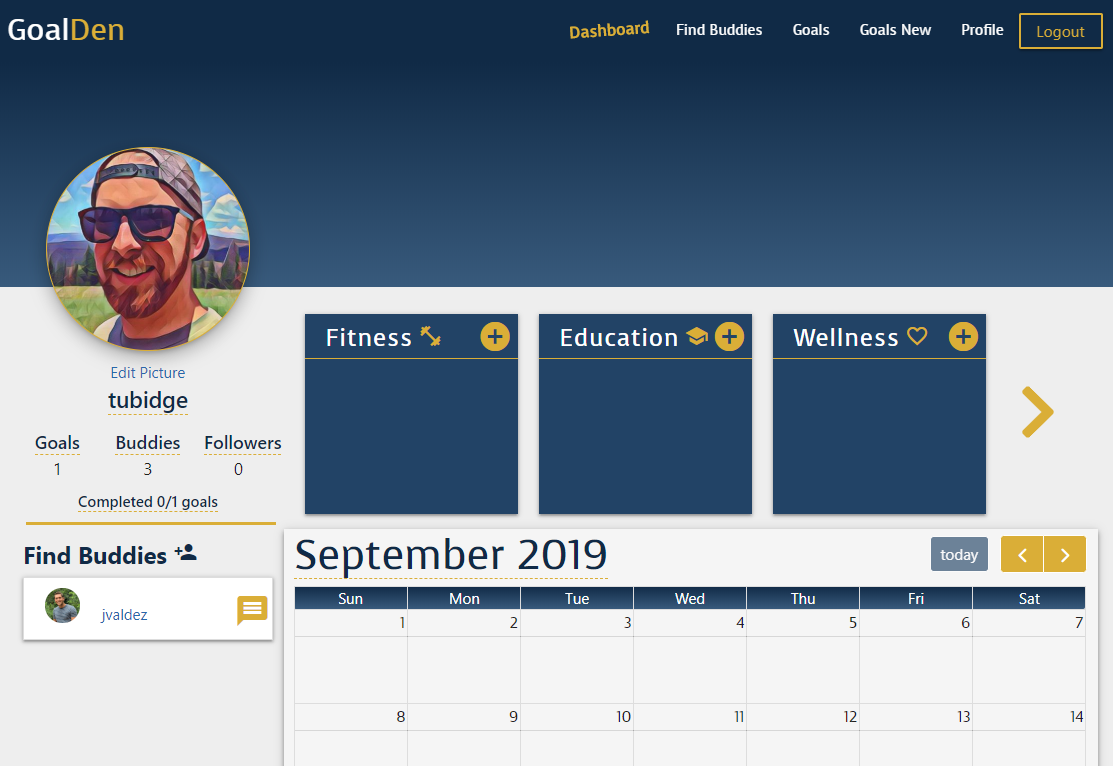 GoalDen
Dashboard Find Buddies Goals Goals New Profile Logout
Edit Picture
tubidge
Goals Buddies Followers
1 3 0
Completed 0/1 goals
Find Buddies
jvaldez
Fitness Education Wellness
September 2019 today
Sun Mon Tue Wed Thu Fri Sat
1 2 3 4 5 6 7
8 9 10 11 12 13 14